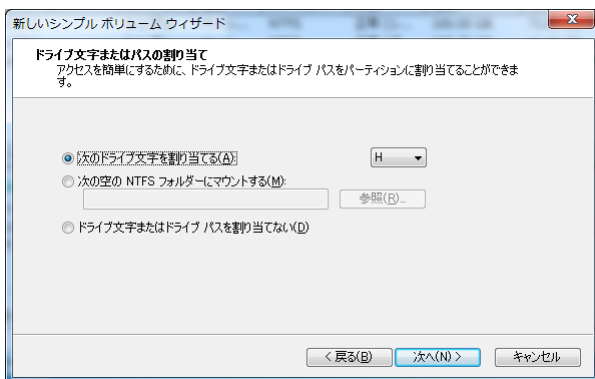 新しいシンプル ボリューム ウィザード
ドライブ文字またはパスの割り当て
アクセスを簡単にするために、ドライブ文字またはドライブ パスをパーティションに割り当てることができま
す。
次のドライブ文字を割り当てる(A):
H
次の空の NTFS フォルダーにマウントする(M):
参照(R)...
ドライブ文字またはドライブ パスを割り当てない(D)
< 戻る(B)
次へ(N) >
キャンセル